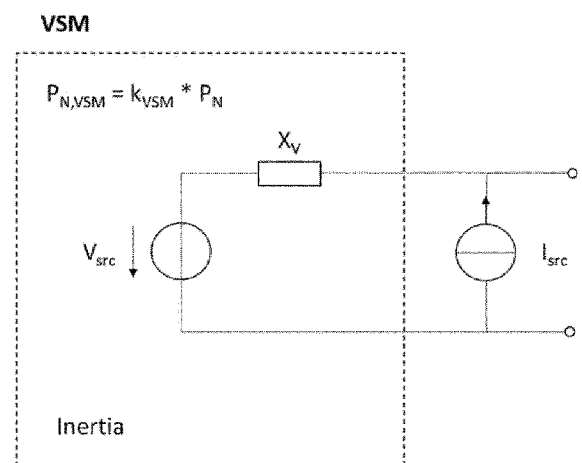 VSM
P_N,VSM = k_VSM * P_N
X_V
V_src
I_src
Inertia